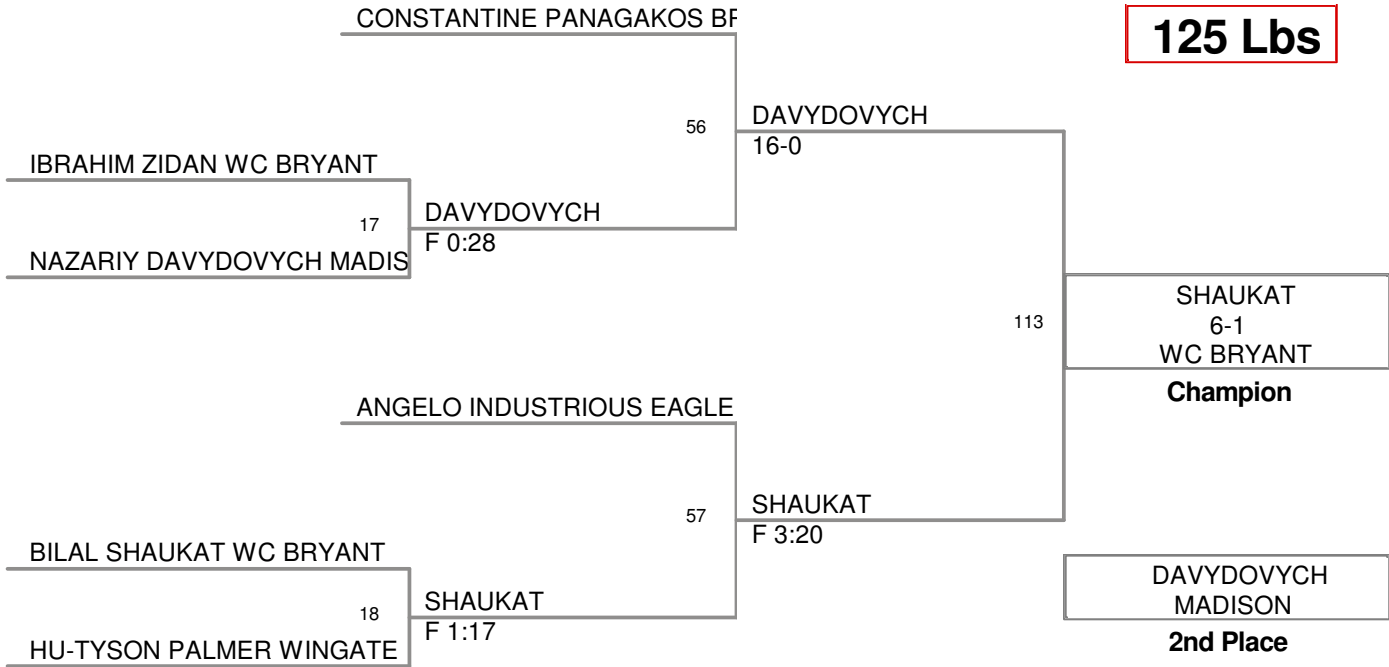 CONSTANTINE PANAGAKOS
125 Lbs
56
DAVYDOVYCH
16-0
IBRAHIM ZIDAN WC BRYANT
17
DAVYDOVYCH
F 0:28
NAZARIY DAVYDOVYCH MADIS
113
SHAUKAT
6-1
WC BRYANT
Champion
ANGELO INDUSTRIOUS EAGLE
57
SHAUKAT
F 3:20
BILAL SHAUKAT WC BRYANT
18
SHAUKAT
F 1:17
HU-TYSON PALMER WINGATE
DAVYDOVYCH
MADISON
2nd Place